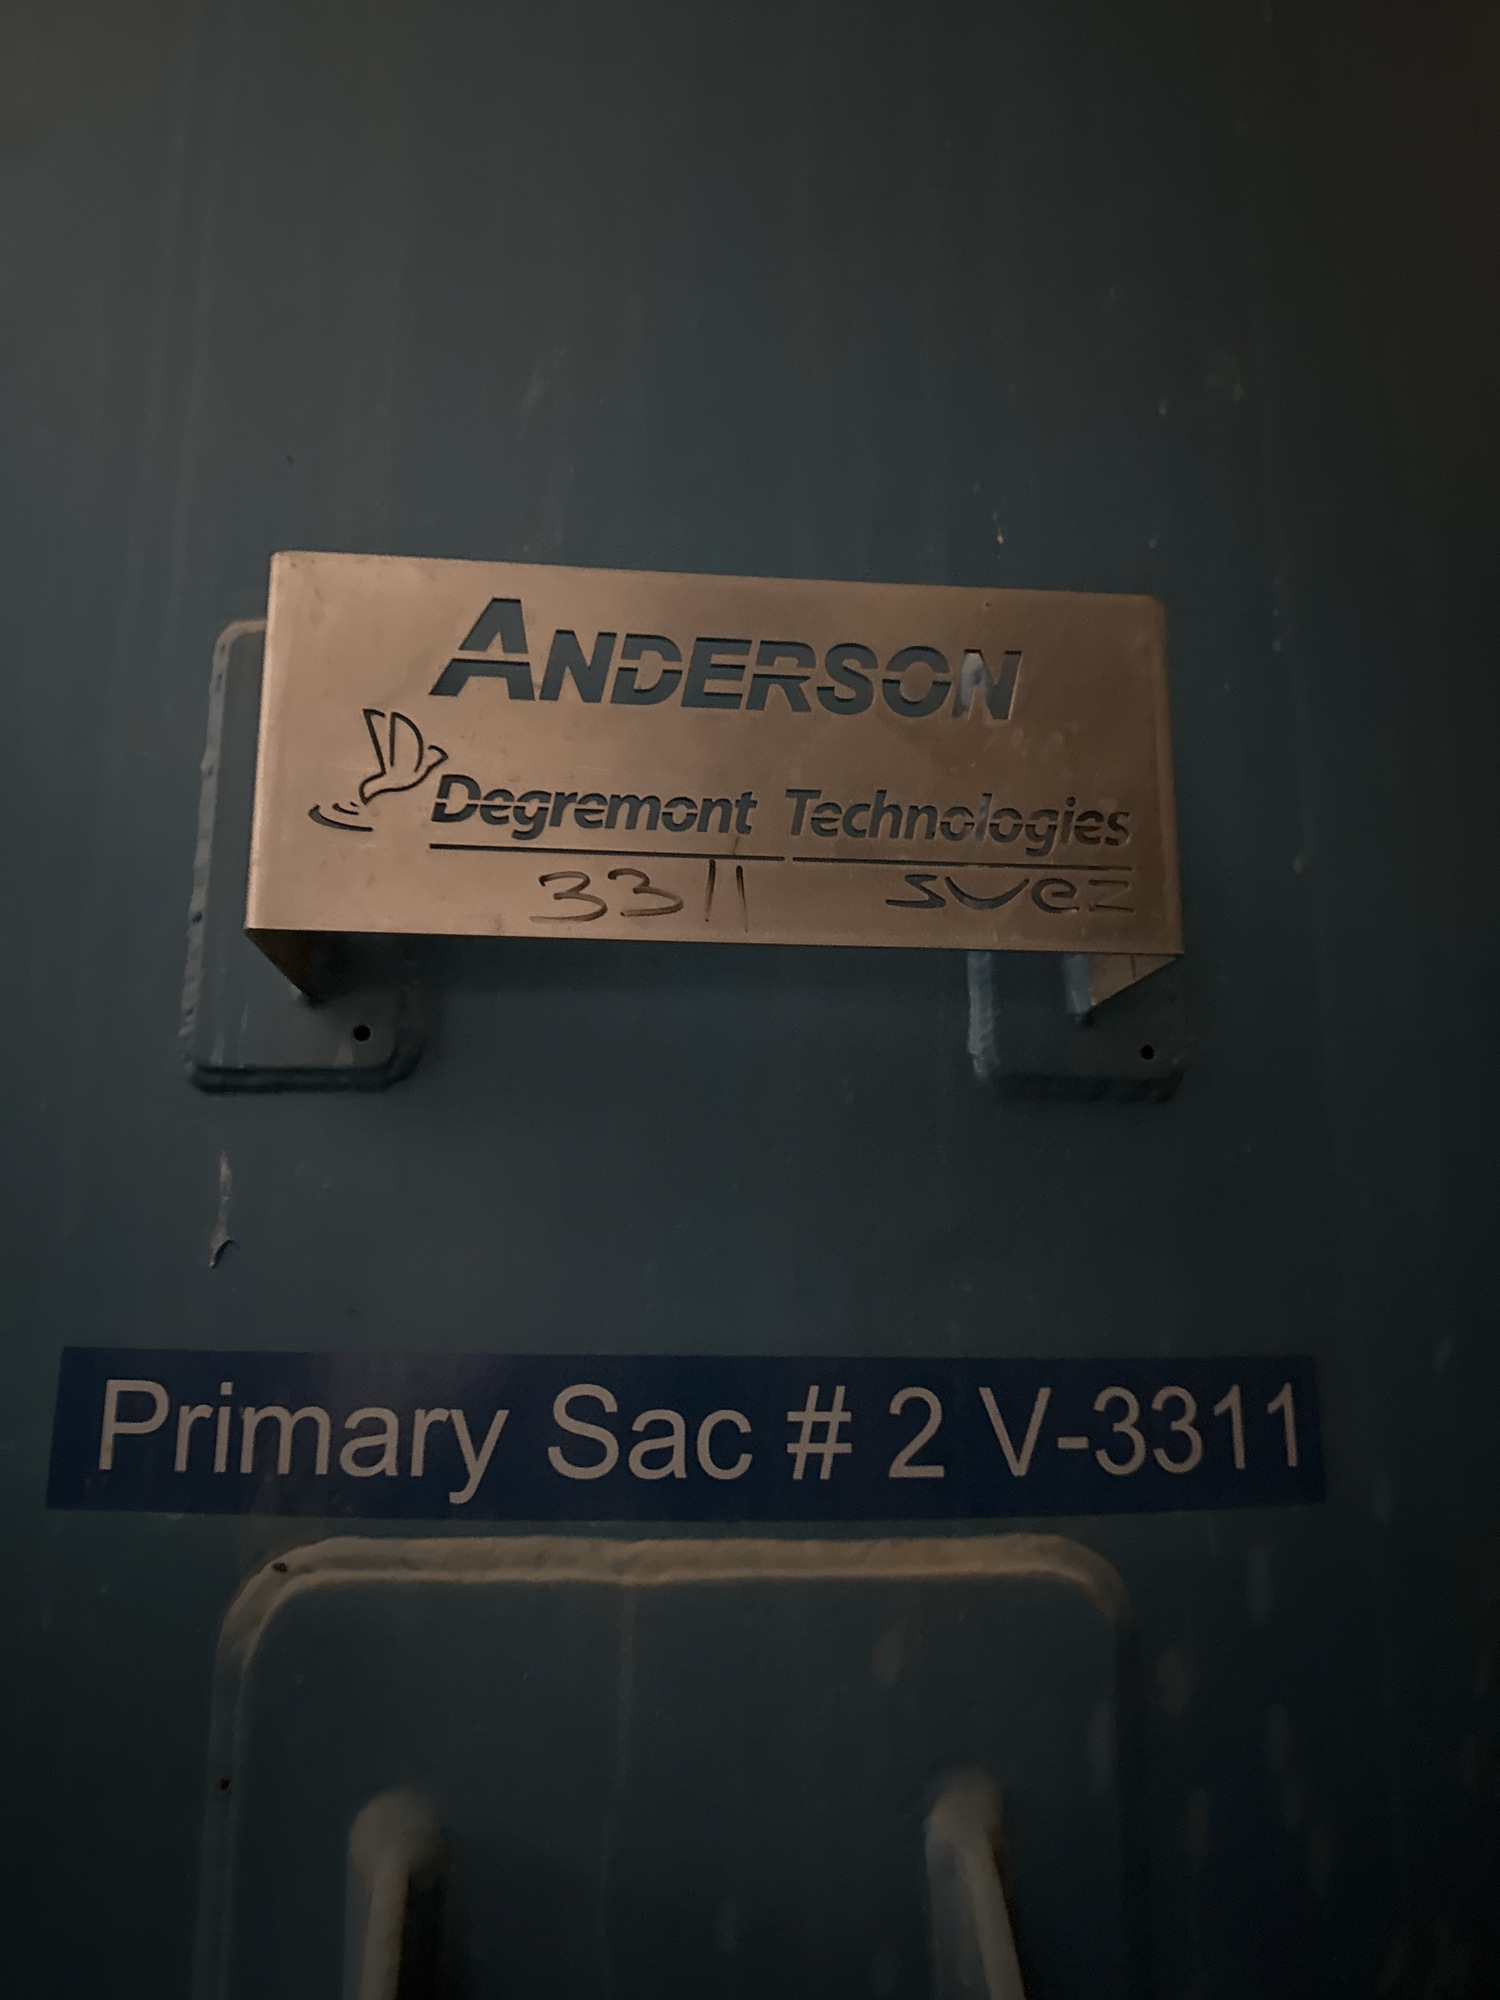 ANDERSON
Degremont Technologies
3311 suez
Primary Sac # 2 V-3311